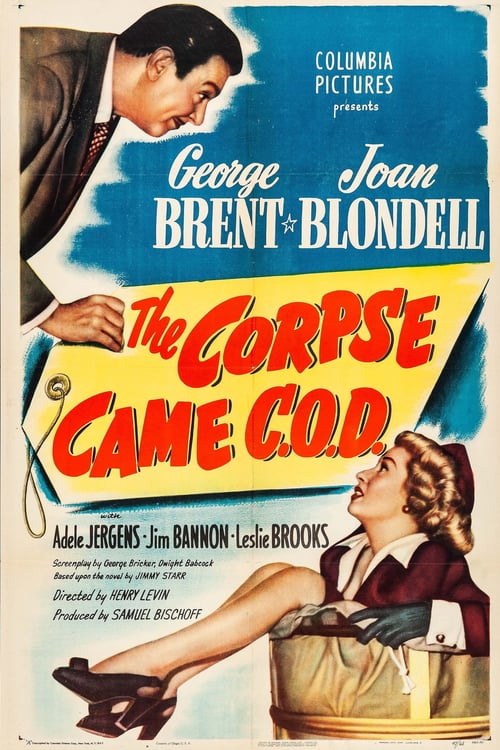 COLUMBIA
PICTURES
presents
George Joan
BRENT ☆ BLONDELL
The CORPSE
CAME C.O.D.
with
Adele JERGENS · Jim BANNON · Leslie BROOKS
Screenplay by George Bricker, Dwight Babcock
Based upon the novel by JIMMY STARR
Directed by HENRY LEVIN
Produced by SAMUEL BISCHOFF
C.O.D.